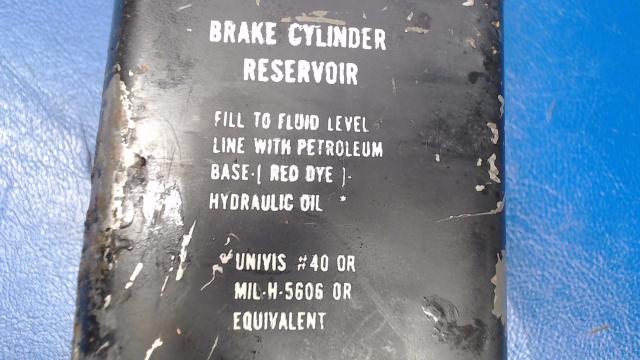 BRAKE CYLINDER
RESERVOIR
FILL TO FLUID LEVEL
LINE WITH PETROLEUM
BASE-( RED DYE )-
HYDRAULIC OIL *
UNIVIS #40 OR
MIL-H-5606 OR
EQUIVALENT